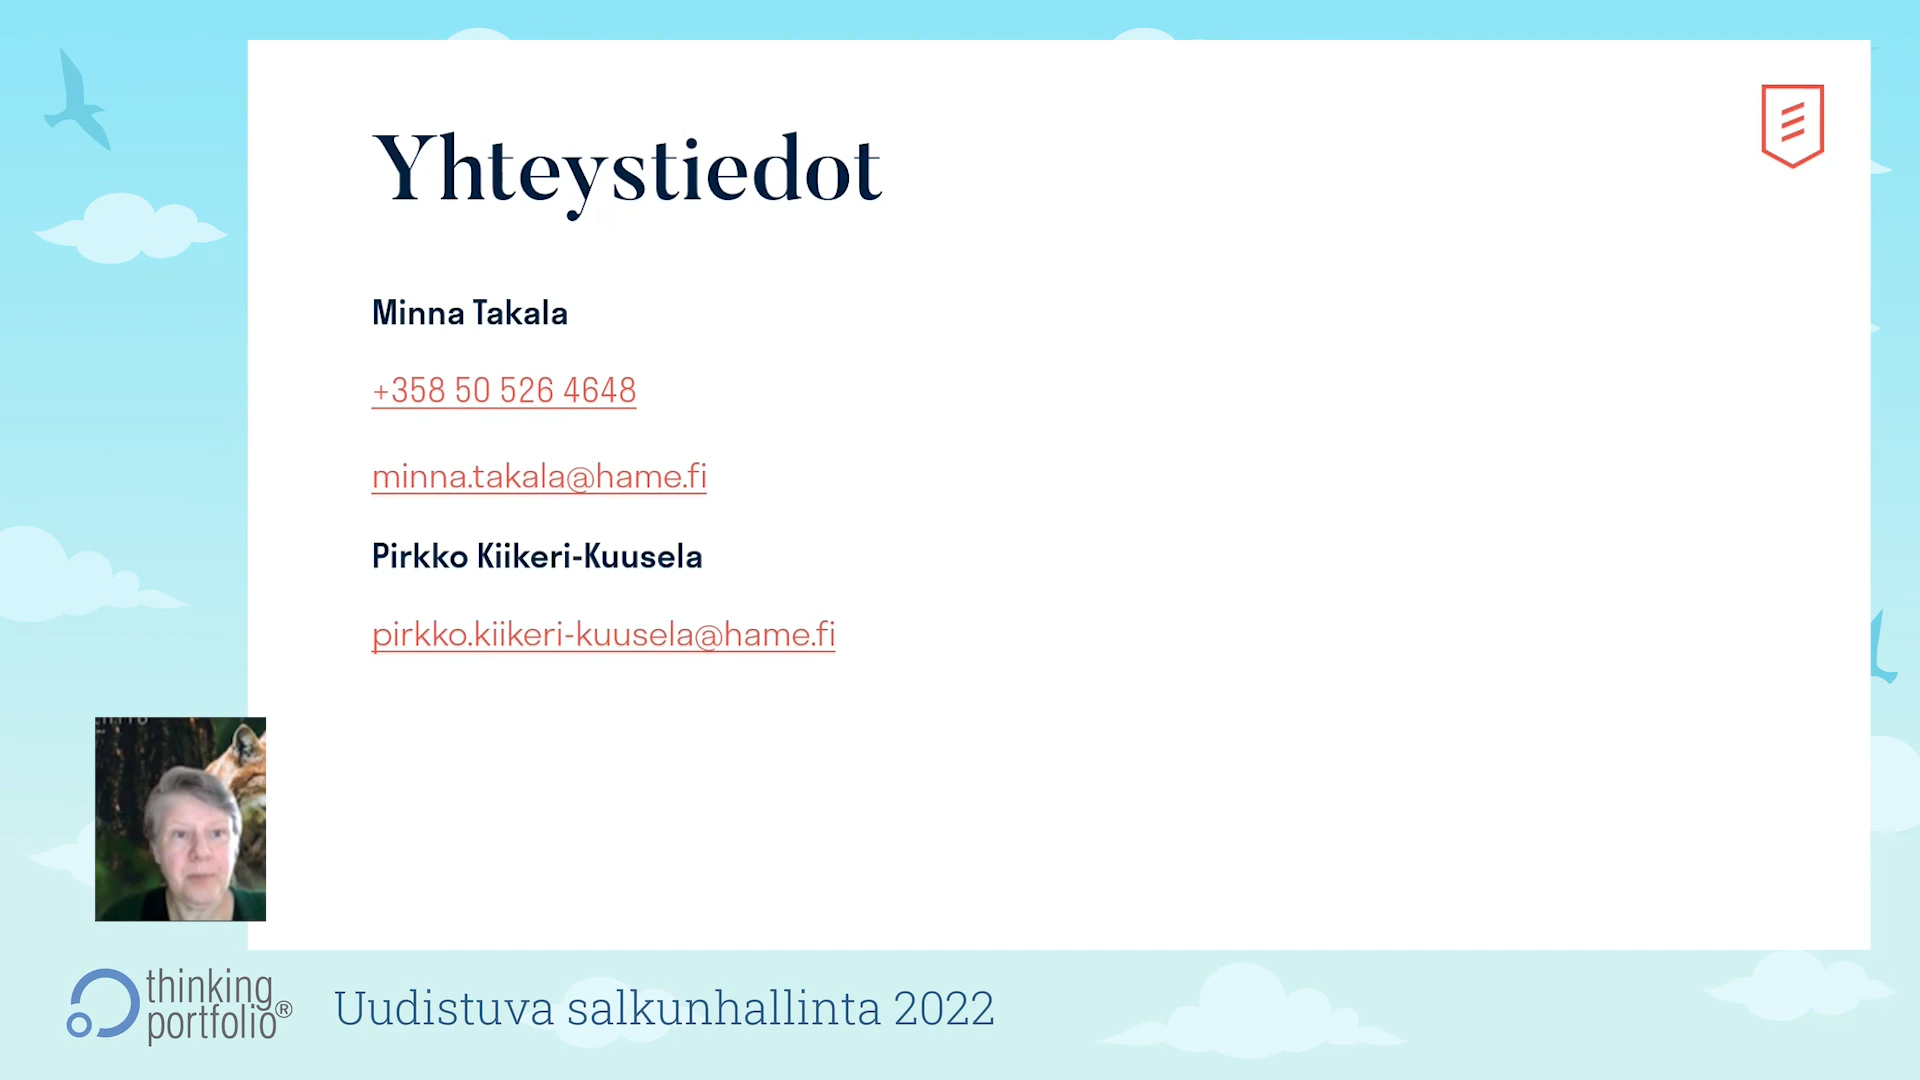 Yhteystiedot
Minna Takala
+358 50 526 4648
minna.takala@hame.fi
Pirkko Kiikeri-Kuusela
pirkko.kiikeri-kuusela@hame.fi
thinking
portfolio®
Uudistuva salkunhallinta 2022